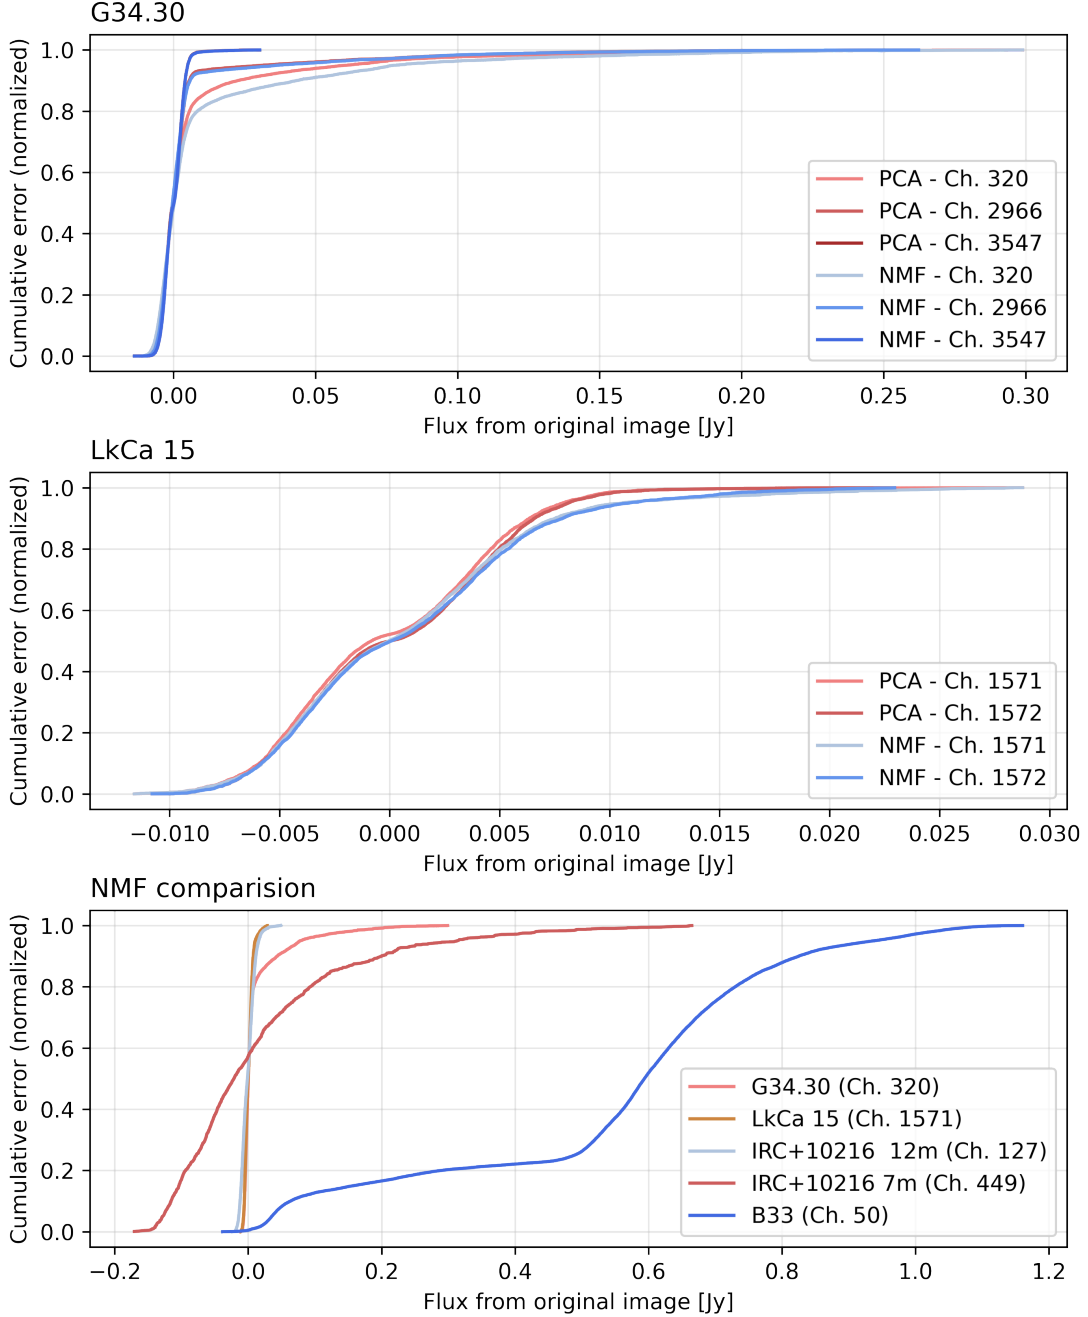 G34.30
Cumulative error (normalized)
1.0
0.8
0.6
0.4
0.2
0.0
PCA - Ch. 320
PCA - Ch. 2966
PCA - Ch. 3547
NMF - Ch. 320
NMF - Ch. 2966
NMF - Ch. 3547
0.00 0.05 0.10 0.15 0.20 0.25 0.30
Flux from original image [Jy]
LkCa 15
Cumulative error (normalized)
1.0
0.8
0.6
0.4
0.2
0.0
PCA - Ch. 1571
PCA - Ch. 1572
NMF - Ch. 1571
NMF - Ch. 1572
−0.010 −0.005 0.000 0.005 0.010 0.015 0.020 0.025 0.030
Flux from original image [Jy]
NMF comparision
Cumulative error (normalized)
1.0
0.8
0.6
0.4
0.2
0.0
G34.30 (Ch. 320)
LkCa 15 (Ch. 1571)
IRC+10216  12m (Ch. 127)
IRC+10216 7m (Ch. 449)
B33 (Ch. 50)
−0.2 0.0 0.2 0.4 0.6 0.8 1.0 1.2
Flux from original image [Jy]